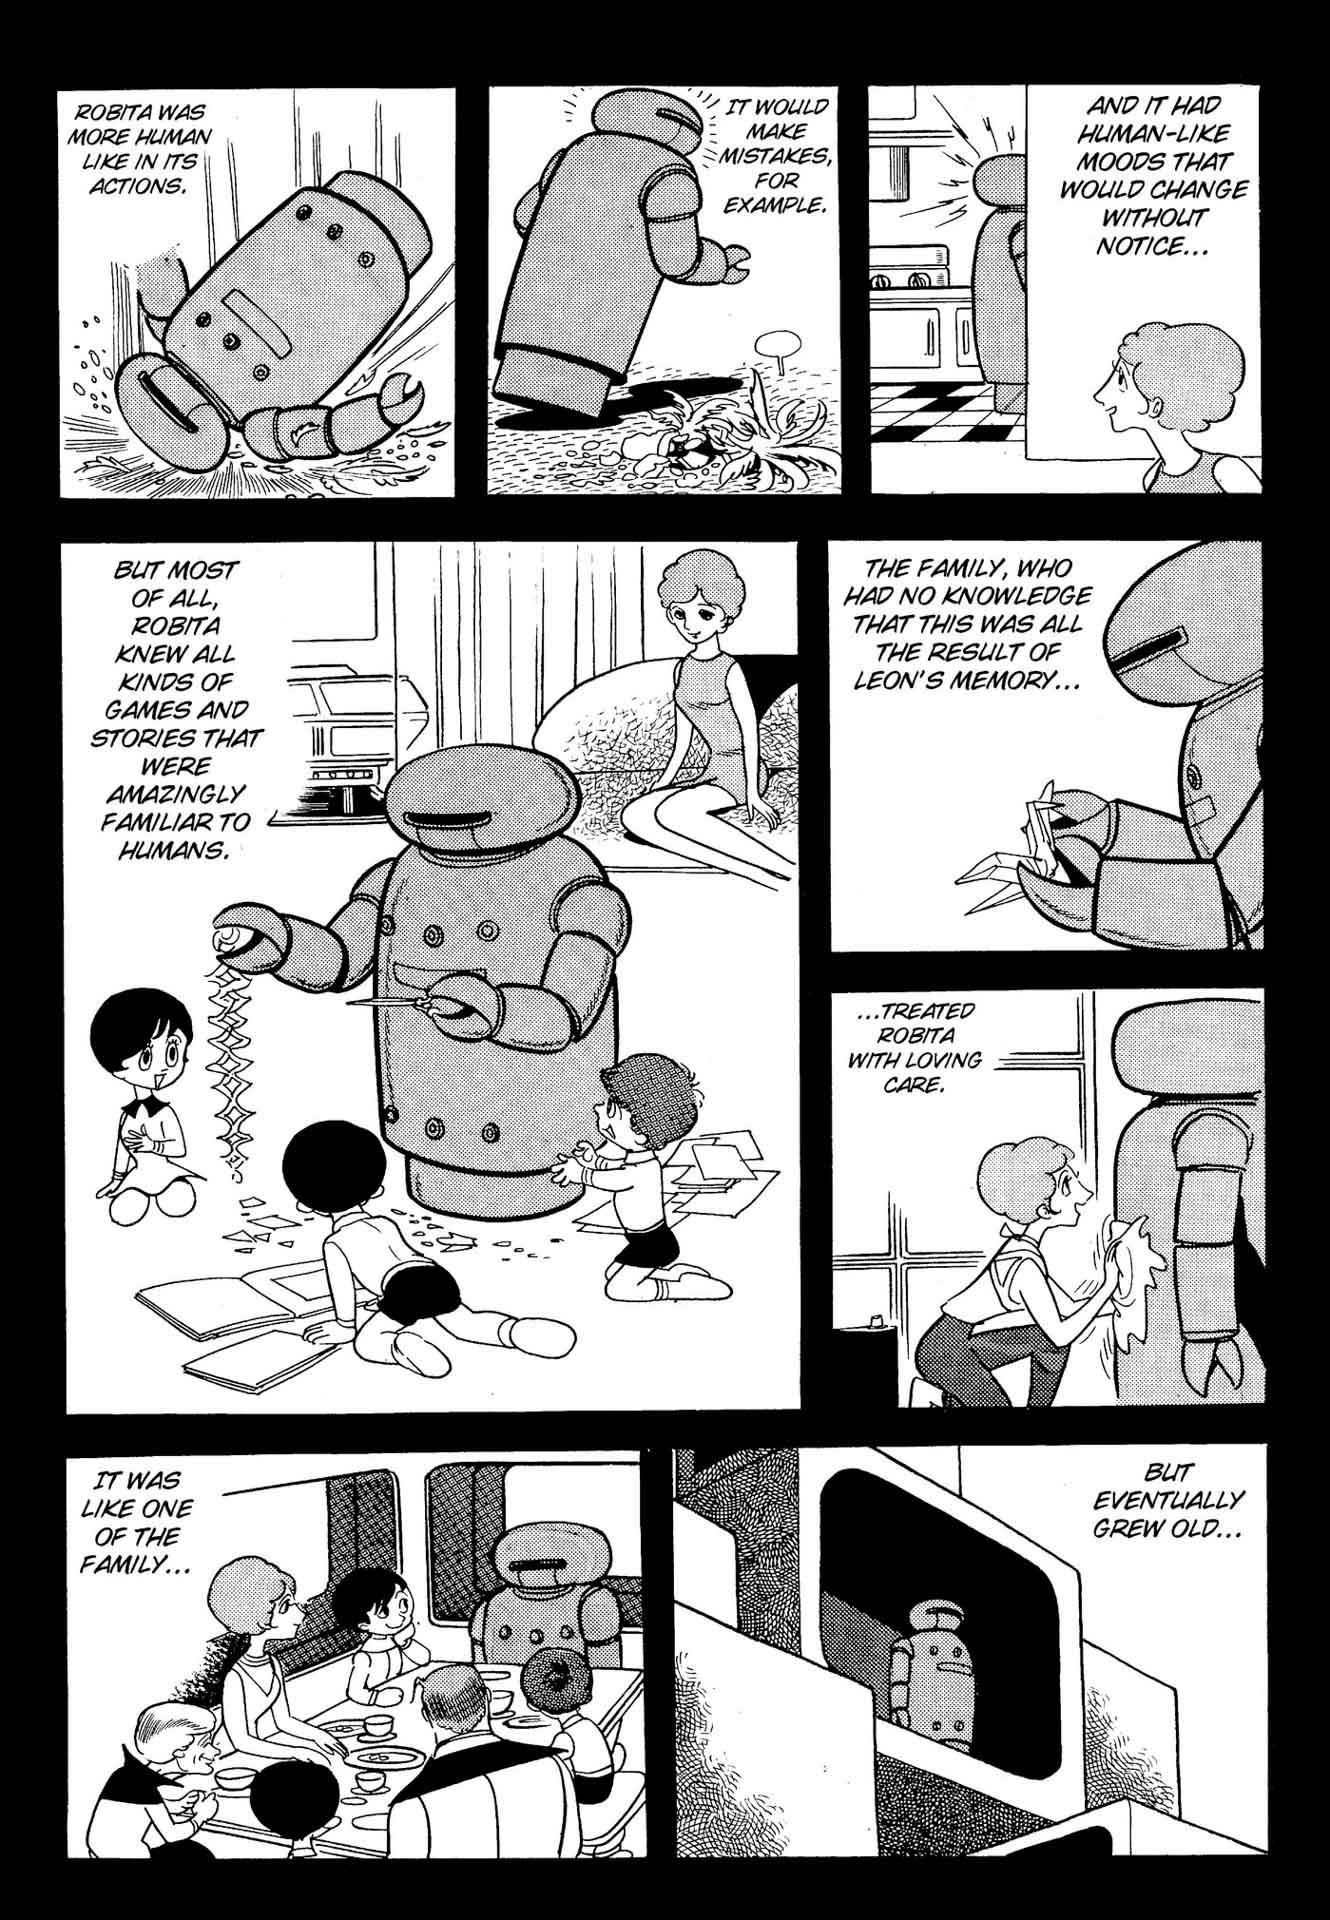 ROBITA WAS
MORE HUMAN
LIKE IN ITS
ACTIONS.
IT WOULD
MAKE
MISTAKES,
FOR
EXAMPLE.
AND IT HAD
HUMAN-LIKE
MOODS THAT
WOULD CHANGE
WITHOUT
NOTICE...
BUT MOST
OF ALL,
ROBITA
KNEW ALL
KINDS OF
GAMES AND
STORIES THAT
WERE
AMAZINGLY
FAMILIAR TO
HUMANS.
THE FAMILY, WHO
HAD NO KNOWLEDGE
THAT THIS WAS ALL
THE RESULT OF
LEON'S MEMORY...
...TREATED
ROBITA
WITH LOVING
CARE.
IT WAS
LIKE ONE
OF THE
FAMILY...
BUT
EVENTUALLY
GREW OLD...